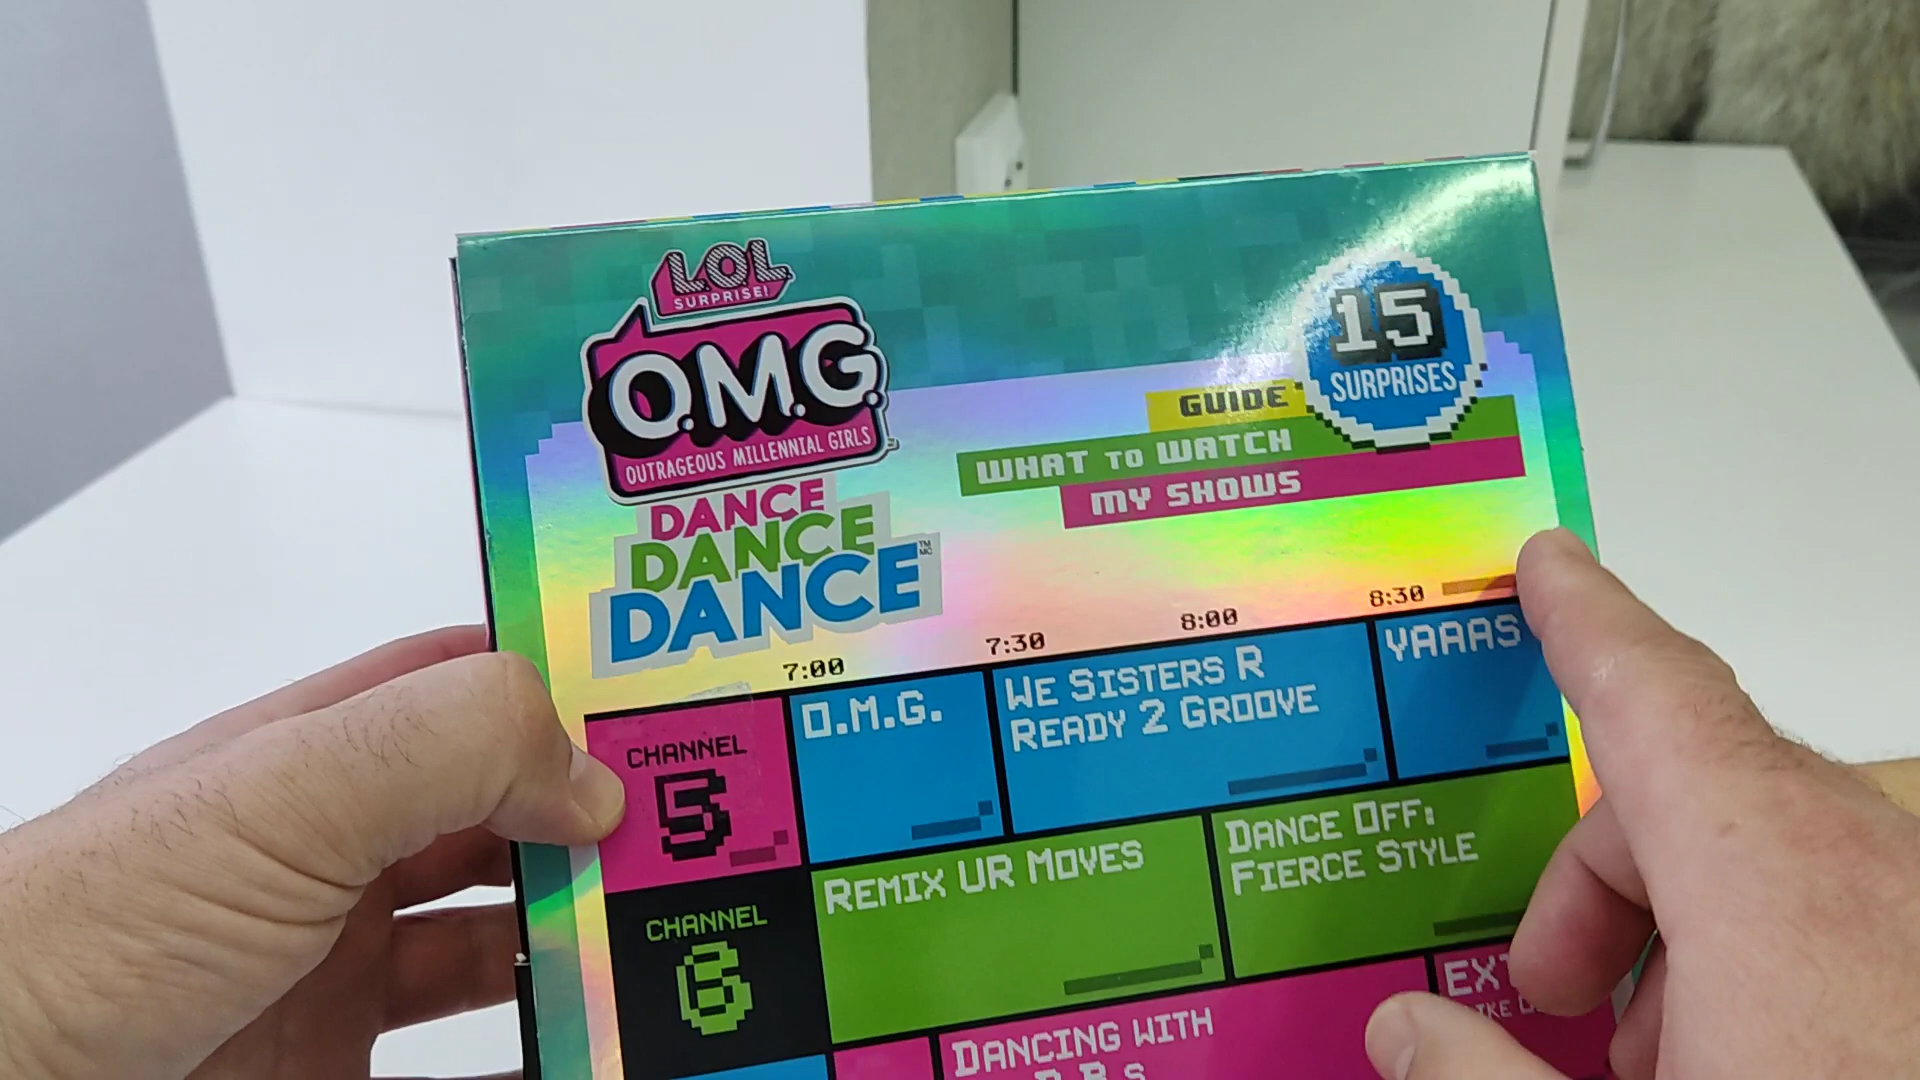 L.O.L.
SURPRISE!
O.M.G.
OUTRAGEOUS MILLENNIAL GIRLS
DANCE
DANCE
DANCE
™
MC
15
SURPRISES
GUIDE
WHAT TO WATCH
MY SHOWS
7:00
7:30
8:00
8:30
CHANNEL
5
O.M.G.
WE SISTERS R
READY 2 GROOVE
YAAAS
CHANNEL
6
REMIX UR MOVES
DANCE OFF:
FIERCE STYLE
DANCING WITH